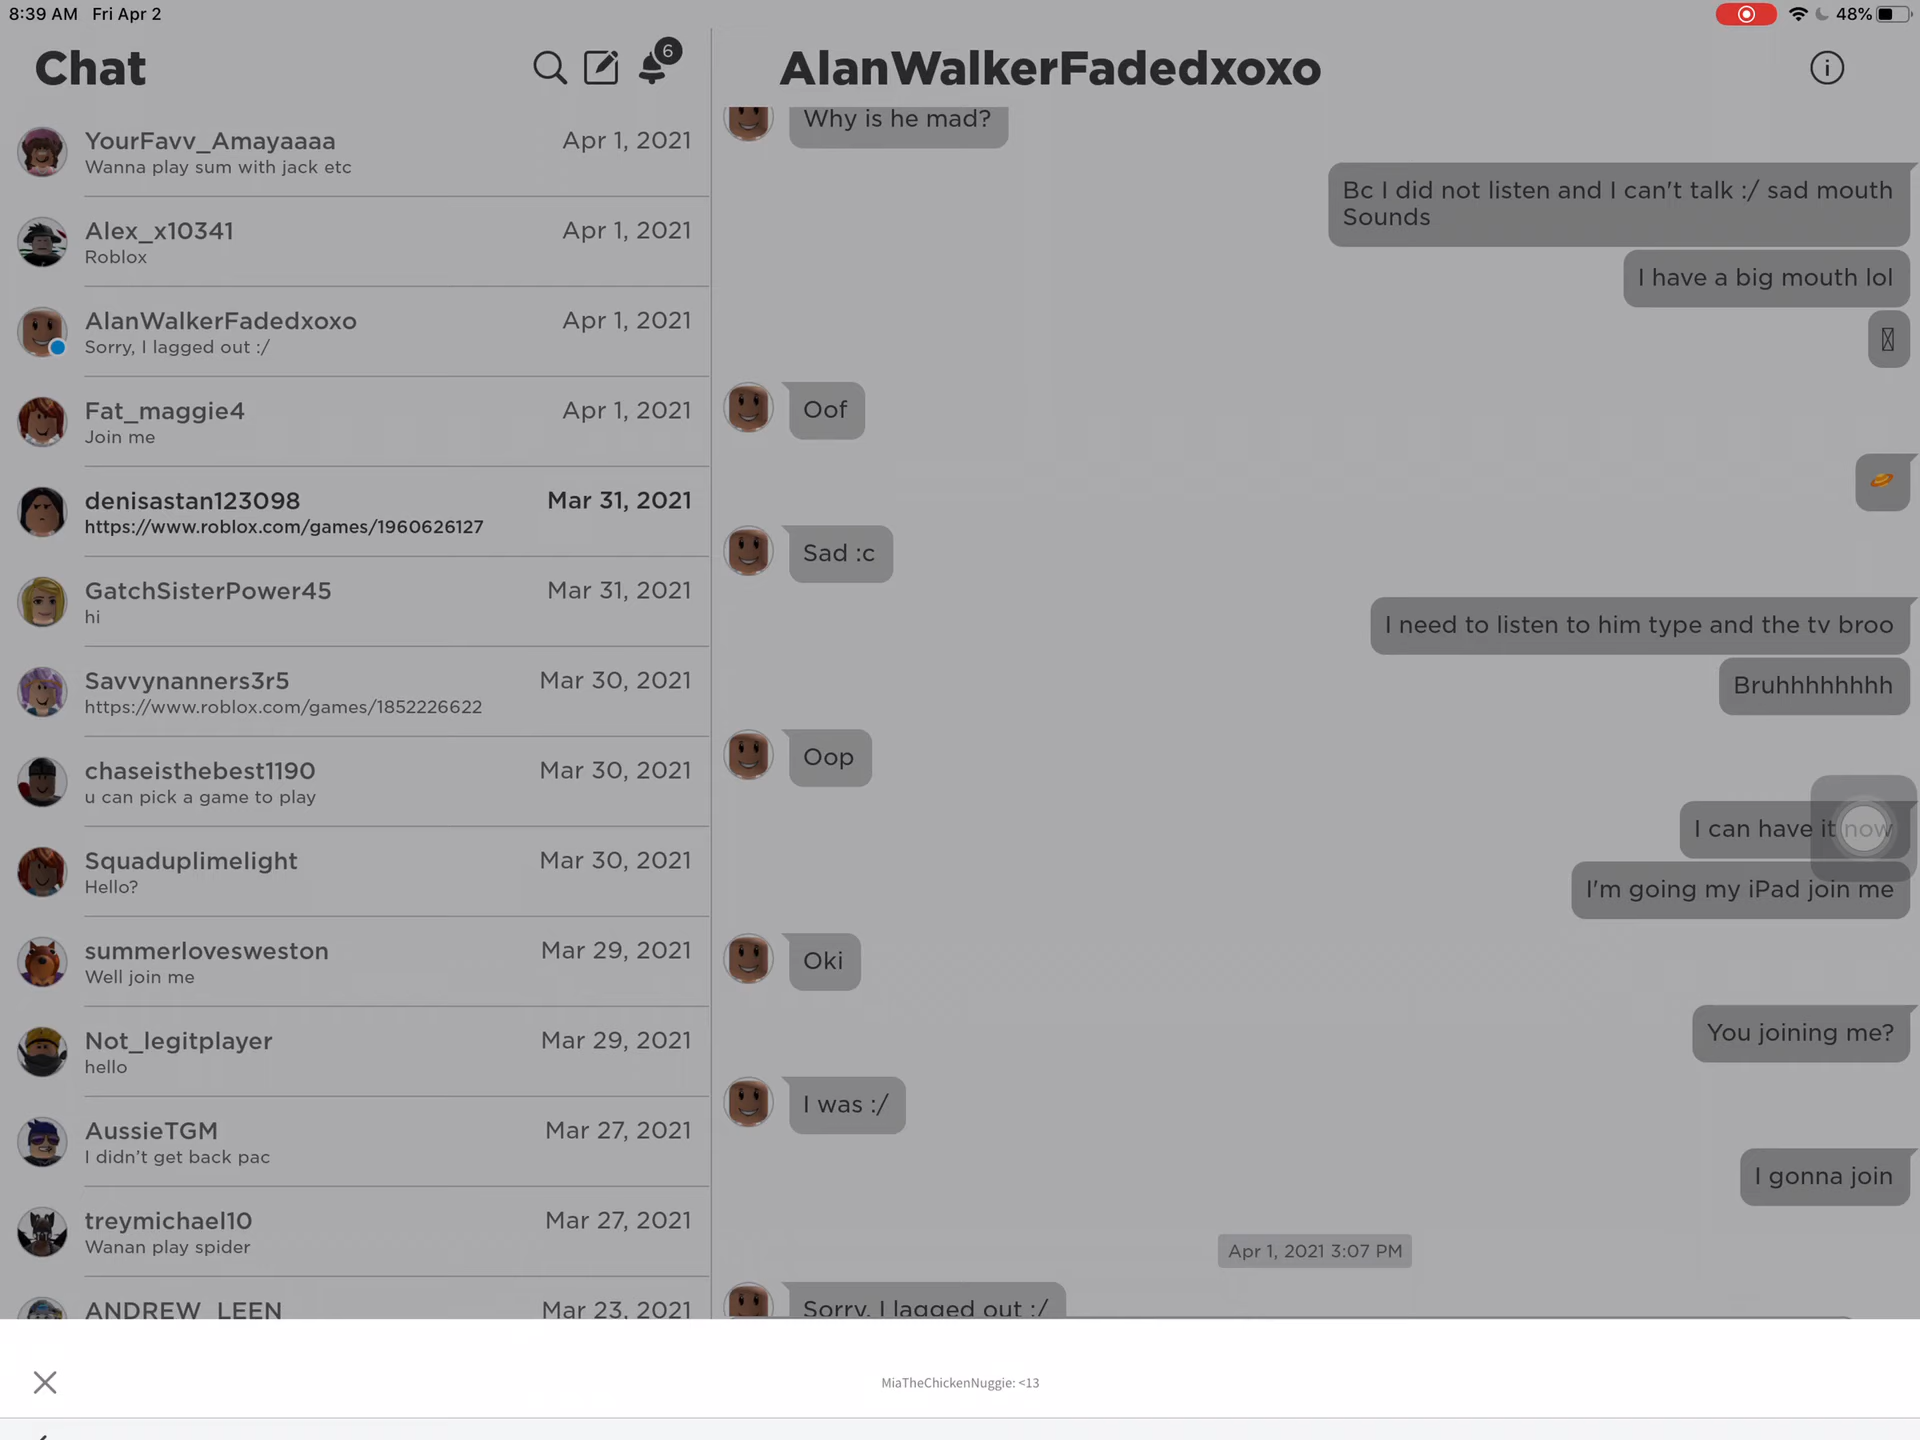 8:39 AM Fri Apr 2
48%
Chat
6
YourFavv_Amayaaaa Apr 1, 2021
Wanna play sum with jack etc
Alex_x10341 Apr 1, 2021
Roblox
AlanWalkerFadedxoxo Apr 1, 2021
Sorry, I lagged out :/
Fat_maggie4 Apr 1, 2021
Join me
denisastan123098 Mar 31, 2021
https://www.roblox.com/games/1960626127
GatchSisterPower45 Mar 31, 2021
hi
Savvynanners3r5 Mar 30, 2021
https://www.roblox.com/games/1852226622
chaseisthebest1190 Mar 30, 2021
u can pick a game to play
Squaduplimelight Mar 30, 2021
Hello?
summerlovesweston Mar 29, 2021
Well join me
Not_legitplayer Mar 29, 2021
hello
AussieTGM Mar 27, 2021
I didn’t get back pac
treymichael10 Mar 27, 2021
Wanan play spider
ANDREW_LEEN Mar 23, 2021
AlanWalkerFadedxoxo
Why is he mad?
Bc I did not listen and I can't talk :/ sad mouth
Sounds
I have a big mouth lol
Oof
Sad :c
I need to listen to him type and the tv broo
Bruhhhhhhhh
Oop
I can have it now
I'm going my iPad join me
Oki
You joining me?
I was :/
I gonna join
Apr 1, 2021 3:07 PM
Sorry, I lagged out :/
MiaTheChickenNuggie: <13